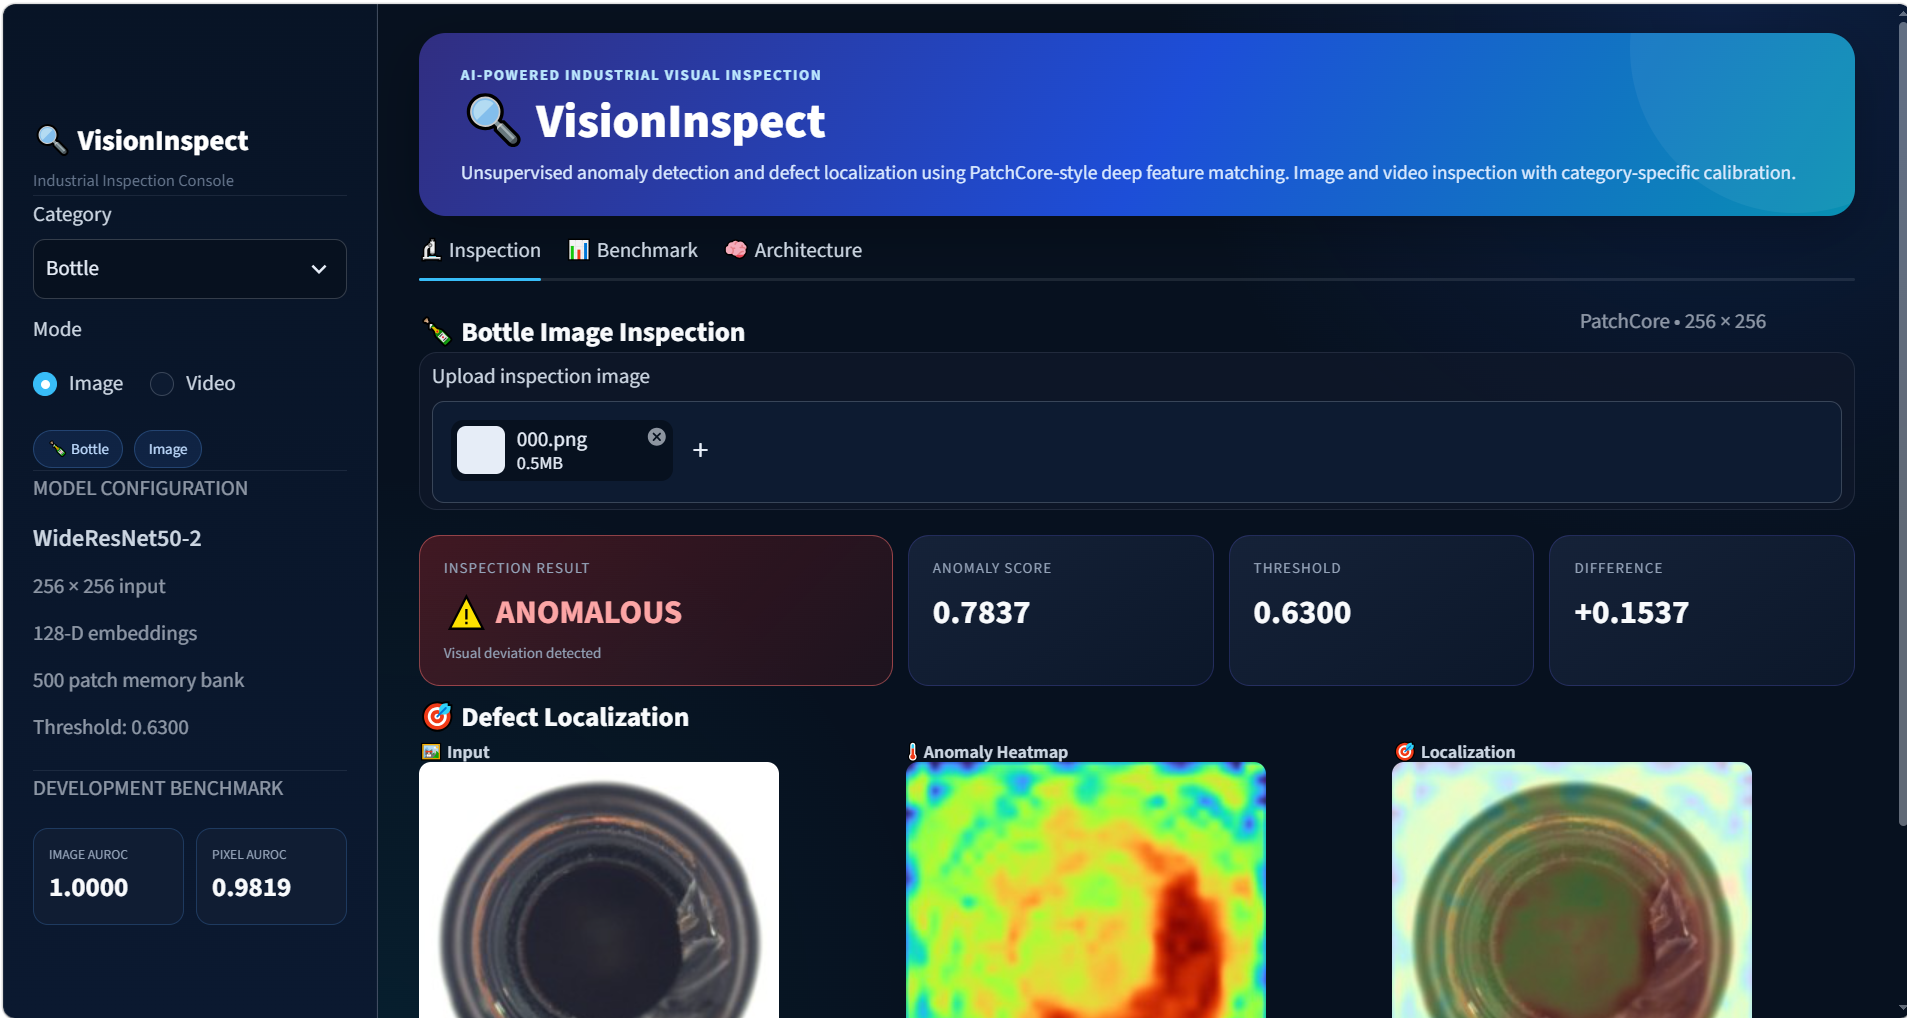 VisionInspect
Industrial Inspection Console
Category
Bottle
Mode
Image
Video
Bottle
Image
MODEL CONFIGURATION
WideResNet50-2
256 × 256 input
128-D embeddings
500 patch memory bank
Threshold: 0.6300
DEVELOPMENT BENCHMARK
IMAGE AUROC
1.0000
PIXEL AUROC
0.9819
AI-POWERED INDUSTRIAL VISUAL INSPECTION
VisionInspect
Unsupervised anomaly detection and defect localization using PatchCore-style deep feature matching. Image and video inspection with category-specific calibration.
Inspection
Benchmark
Architecture
Bottle Image Inspection
PatchCore • 256 × 256
Upload inspection image
000.png
0.5MB
INSPECTION RESULT
ANOMALOUS
Visual deviation detected
ANOMALY SCORE
0.7837
THRESHOLD
0.6300
DIFFERENCE
+0.1537
Defect Localization
Input
Anomaly Heatmap
Localization